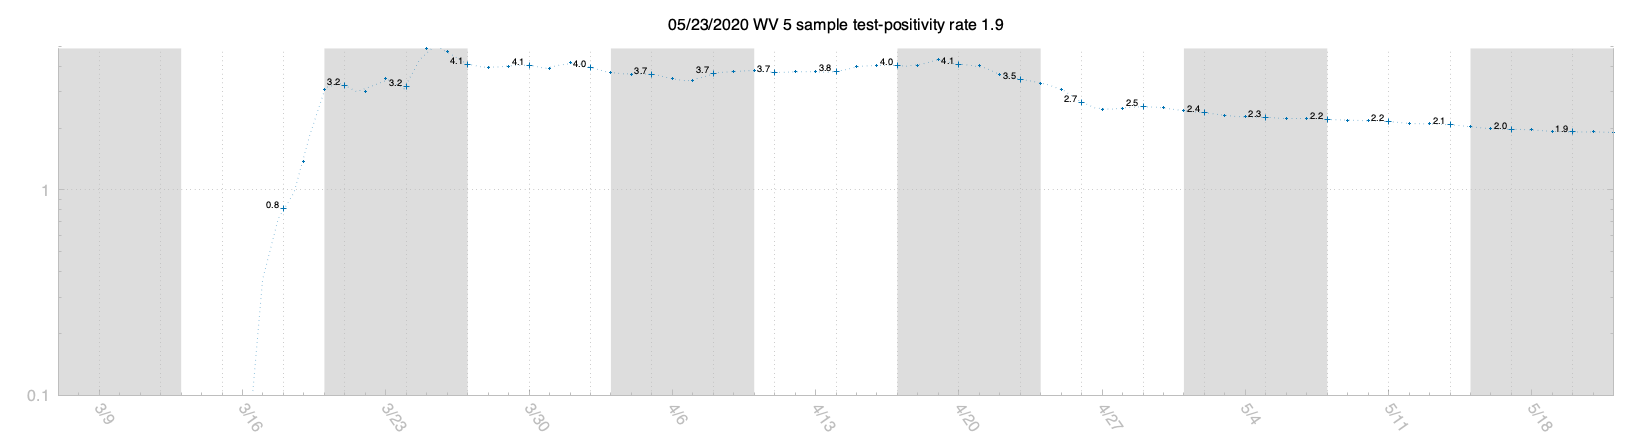 05/23/2020 WV 5 sample test-positivity rate 1.9
4.1 4.1 4.0 3.7 3.7 3.7 3.8 4.0 4.1
3.2 3.2 3.5
2.7 2.5 2.4 2.3 2.2 2.2 2.1 2.0 1.9
1
0.8
0.1
3/9 3/16 3/23 3/30 4/6 4/13 4/20 4/27 5/4 5/11 5/18